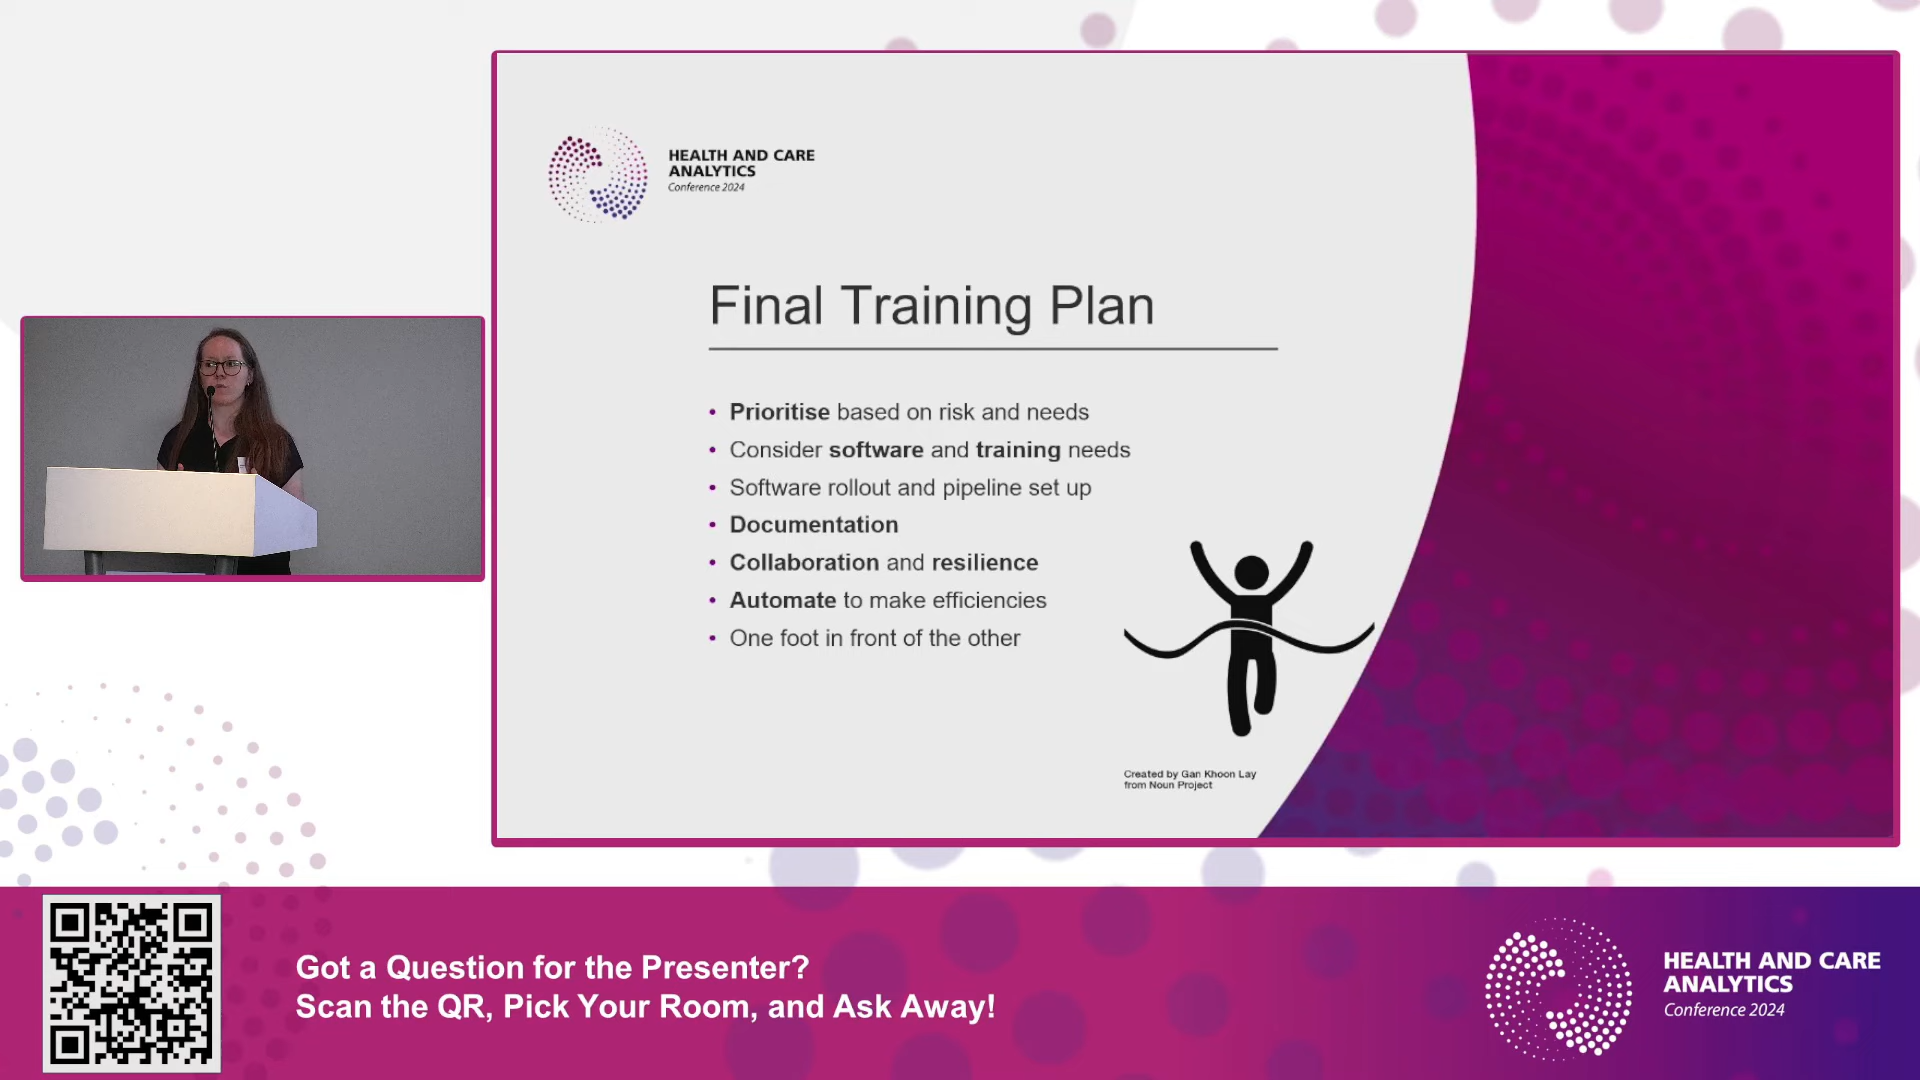 HEALTH AND CARE
ANALYTICS
Conference 2024
Final Training Plan
• Prioritise based on risk and needs
• Consider software and training needs
• Software rollout and pipeline set up
• Documentation
• Collaboration and resilience
• Automate to make efficiencies
• One foot in front of the other
Created by Gan Khoon Lay
from Noun Project
Got a Question for the Presenter?
Scan the QR, Pick Your Room, and Ask Away!
HEALTH AND CARE
ANALYTICS
Conference 2024